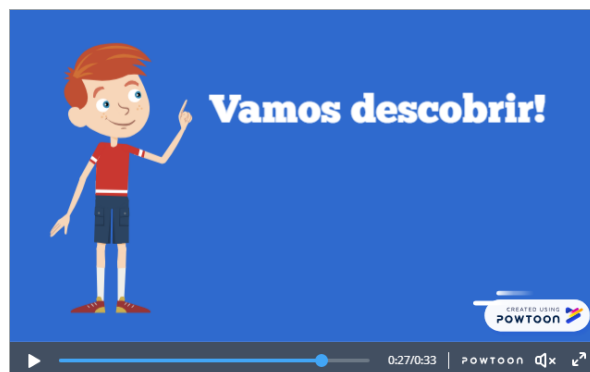 Vamos descobrir!
CREATED USING
POWTOON
0:27/0:33
POWTOON